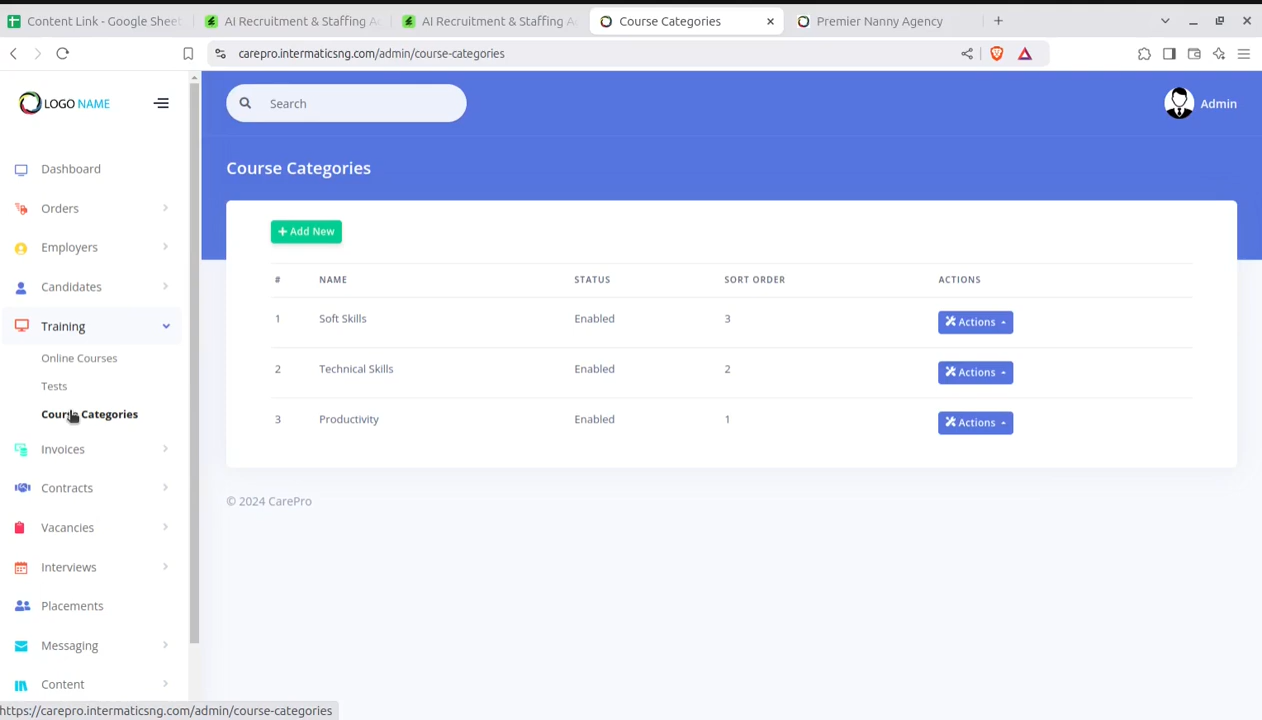 Content Link - Google Sheet
AI Recruitment & Staffing A
AI Recruitment & Staffing A
Course Categories
Premier Nanny Agency
carepro.intermaticsng.com/admin/course-categories
LOGO NAME
Search
Admin
Dashboard
Orders
Employers
Candidates
Training
Online Courses
Tests
Course Categories
Invoices
Contracts
Vacancies
Interviews
Placements
Messaging
Content
Course Categories
+ Add New
# NAME STATUS SORT ORDER ACTIONS
1 Soft Skills Enabled 3 Actions
2 Technical Skills Enabled 2 Actions
3 Productivity Enabled 1 Actions
© 2024 CarePro
https://carepro.intermaticsng.com/admin/course-categories